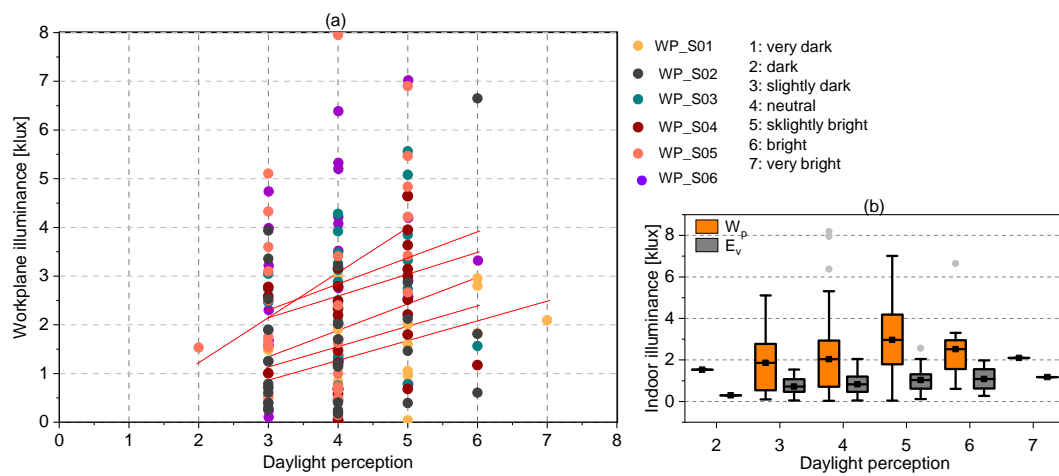 (a)
8
7
6
5
4
3
2
1
0
Workplane illuminance [klux]
0 1 2 3 4 5 6 7 8
Daylight perception
WP_S01
WP_S02
WP_S03
WP_S04
WP_S05
WP_S06
1: very dark
2: dark
3: slightly dark
4: neutral
5: sklightly bright
6: bright
7: very bright
(b)
Wp
Ev
8
6
4
2
0
Indoor illuminance [klux]
2 3 4 5 6 7
Daylight perception